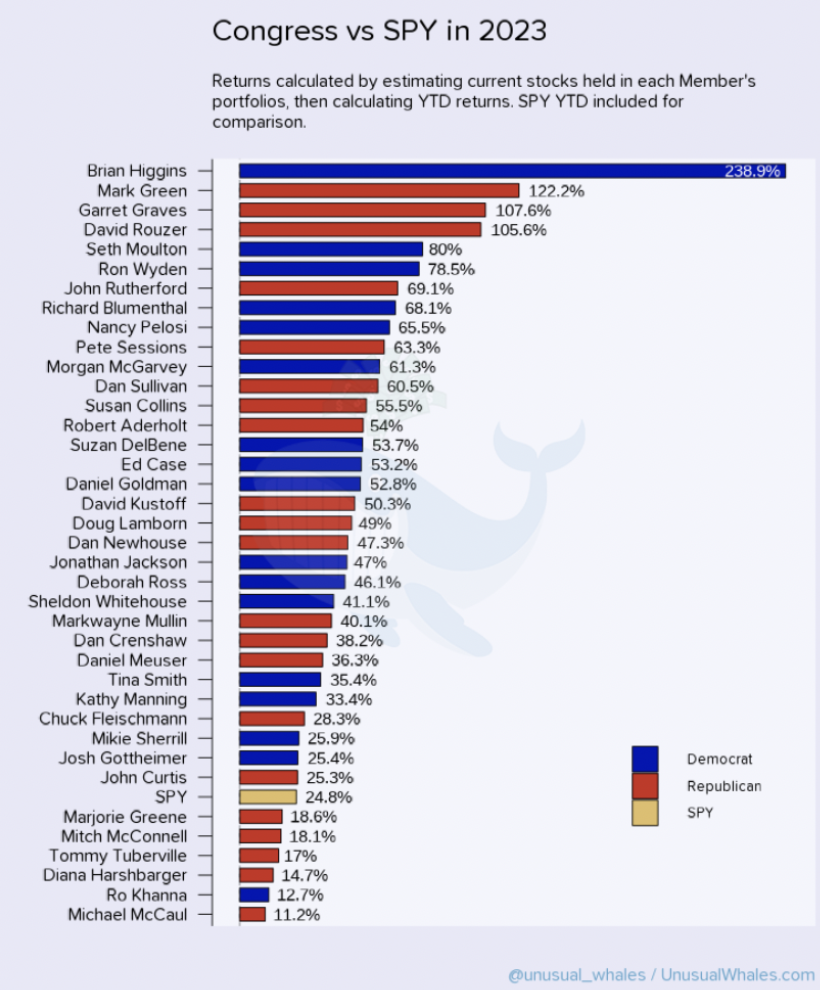 Congress vs SPY in 2023
Returns calculated by estimating current stocks held in each Member's
portfolios, then calculating YTD returns. SPY YTD included for
comparison.
Brian Higgins 238.9%
Mark Green 122.2%
Garret Graves 107.6%
David Rouzer 105.6%
Seth Moulton 80%
Ron Wyden 78.5%
John Rutherford 69.1%
Richard Blumenthal 68.1%
Nancy Pelosi 65.5%
Pete Sessions 63.3%
Morgan McGarvey 61.3%
Dan Sullivan 60.5%
Susan Collins 55.5%
Robert Aderholt 54%
Suzan DelBene 53.7%
Ed Case 53.2%
Daniel Goldman 52.8%
David Kustoff 50.3%
Doug Lamborn 49%
Dan Newhouse 47.3%
Jonathan Jackson 47%
Deborah Ross 46.1%
Sheldon Whitehouse 41.1%
Markwayne Mullin 40.1%
Dan Crenshaw 38.2%
Daniel Meuser 36.3%
Tina Smith 35.4%
Kathy Manning 33.4%
Chuck Fleischmann 28.3%
Mikie Sherrill 25.9%
Josh Gottheimer 25.4%
John Curtis 25.3%
SPY 24.8%
Marjorie Greene 18.6%
Mitch McConnell 18.1%
Tommy Tuberville 17%
Diana Harshbarger 14.7%
Ro Khanna 12.7%
Michael McCaul 11.2%
Democrat
Republican
SPY
@unusual_whales / UnusualWhales.com